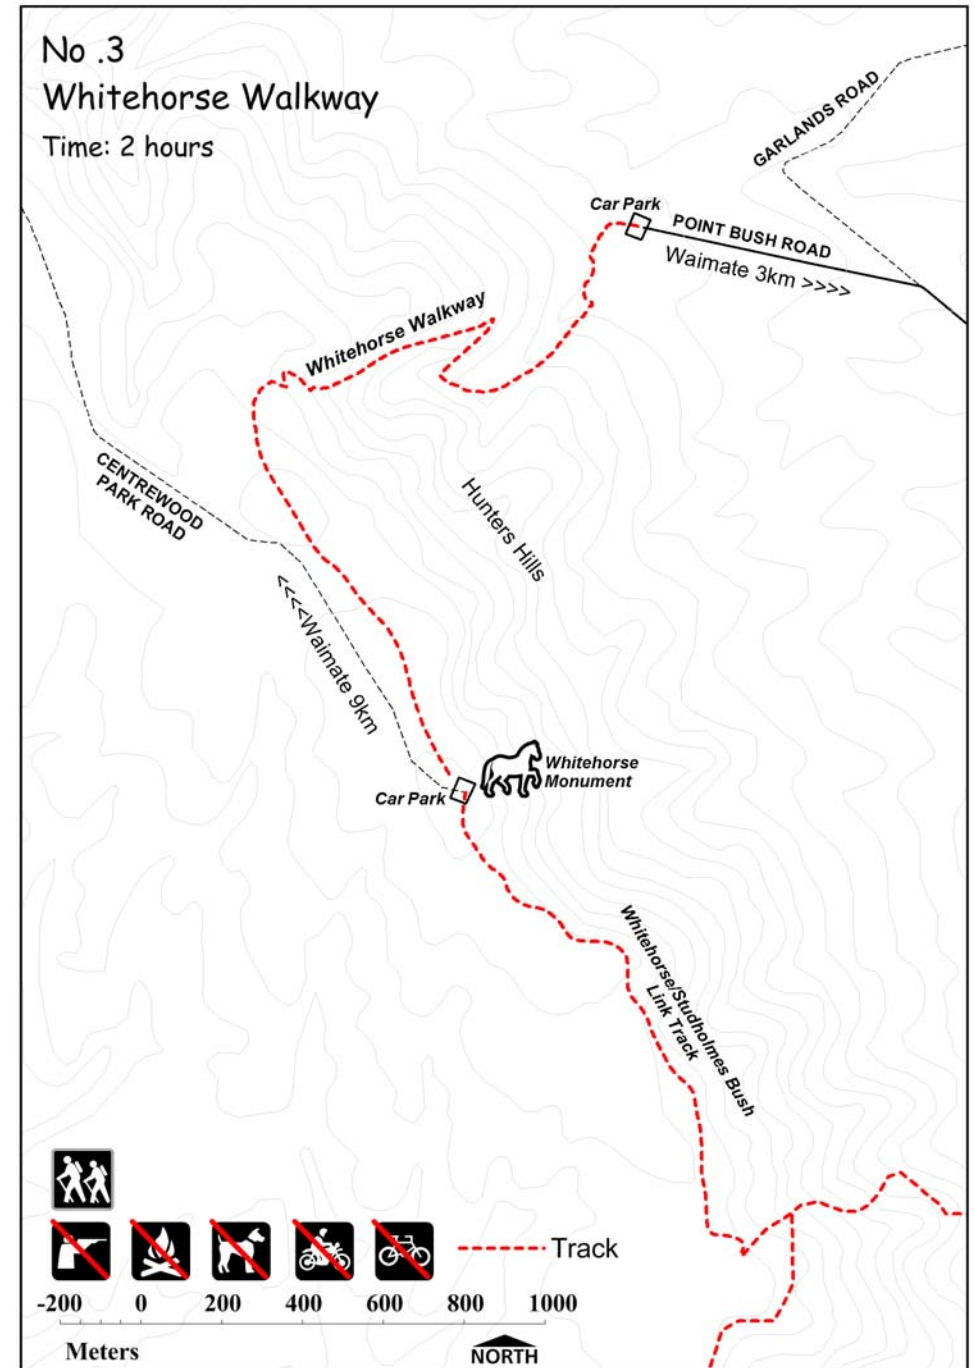 No .3
Whitehorse Walkway
Time: 2 hours
GARLANDS ROAD
Car Park
POINT BUSH ROAD
Waimate 3km >>>>
Whitehorse Walkway
CENTREWOOD
PARK ROAD
Hunters Hills
<<<<Waimate 9km
Whitehorse
Monument
Car Park
Whitehorse/Studholmes Bush
Link Track
Track
-200 0 200 400 600 800 1000
Meters
NORTH